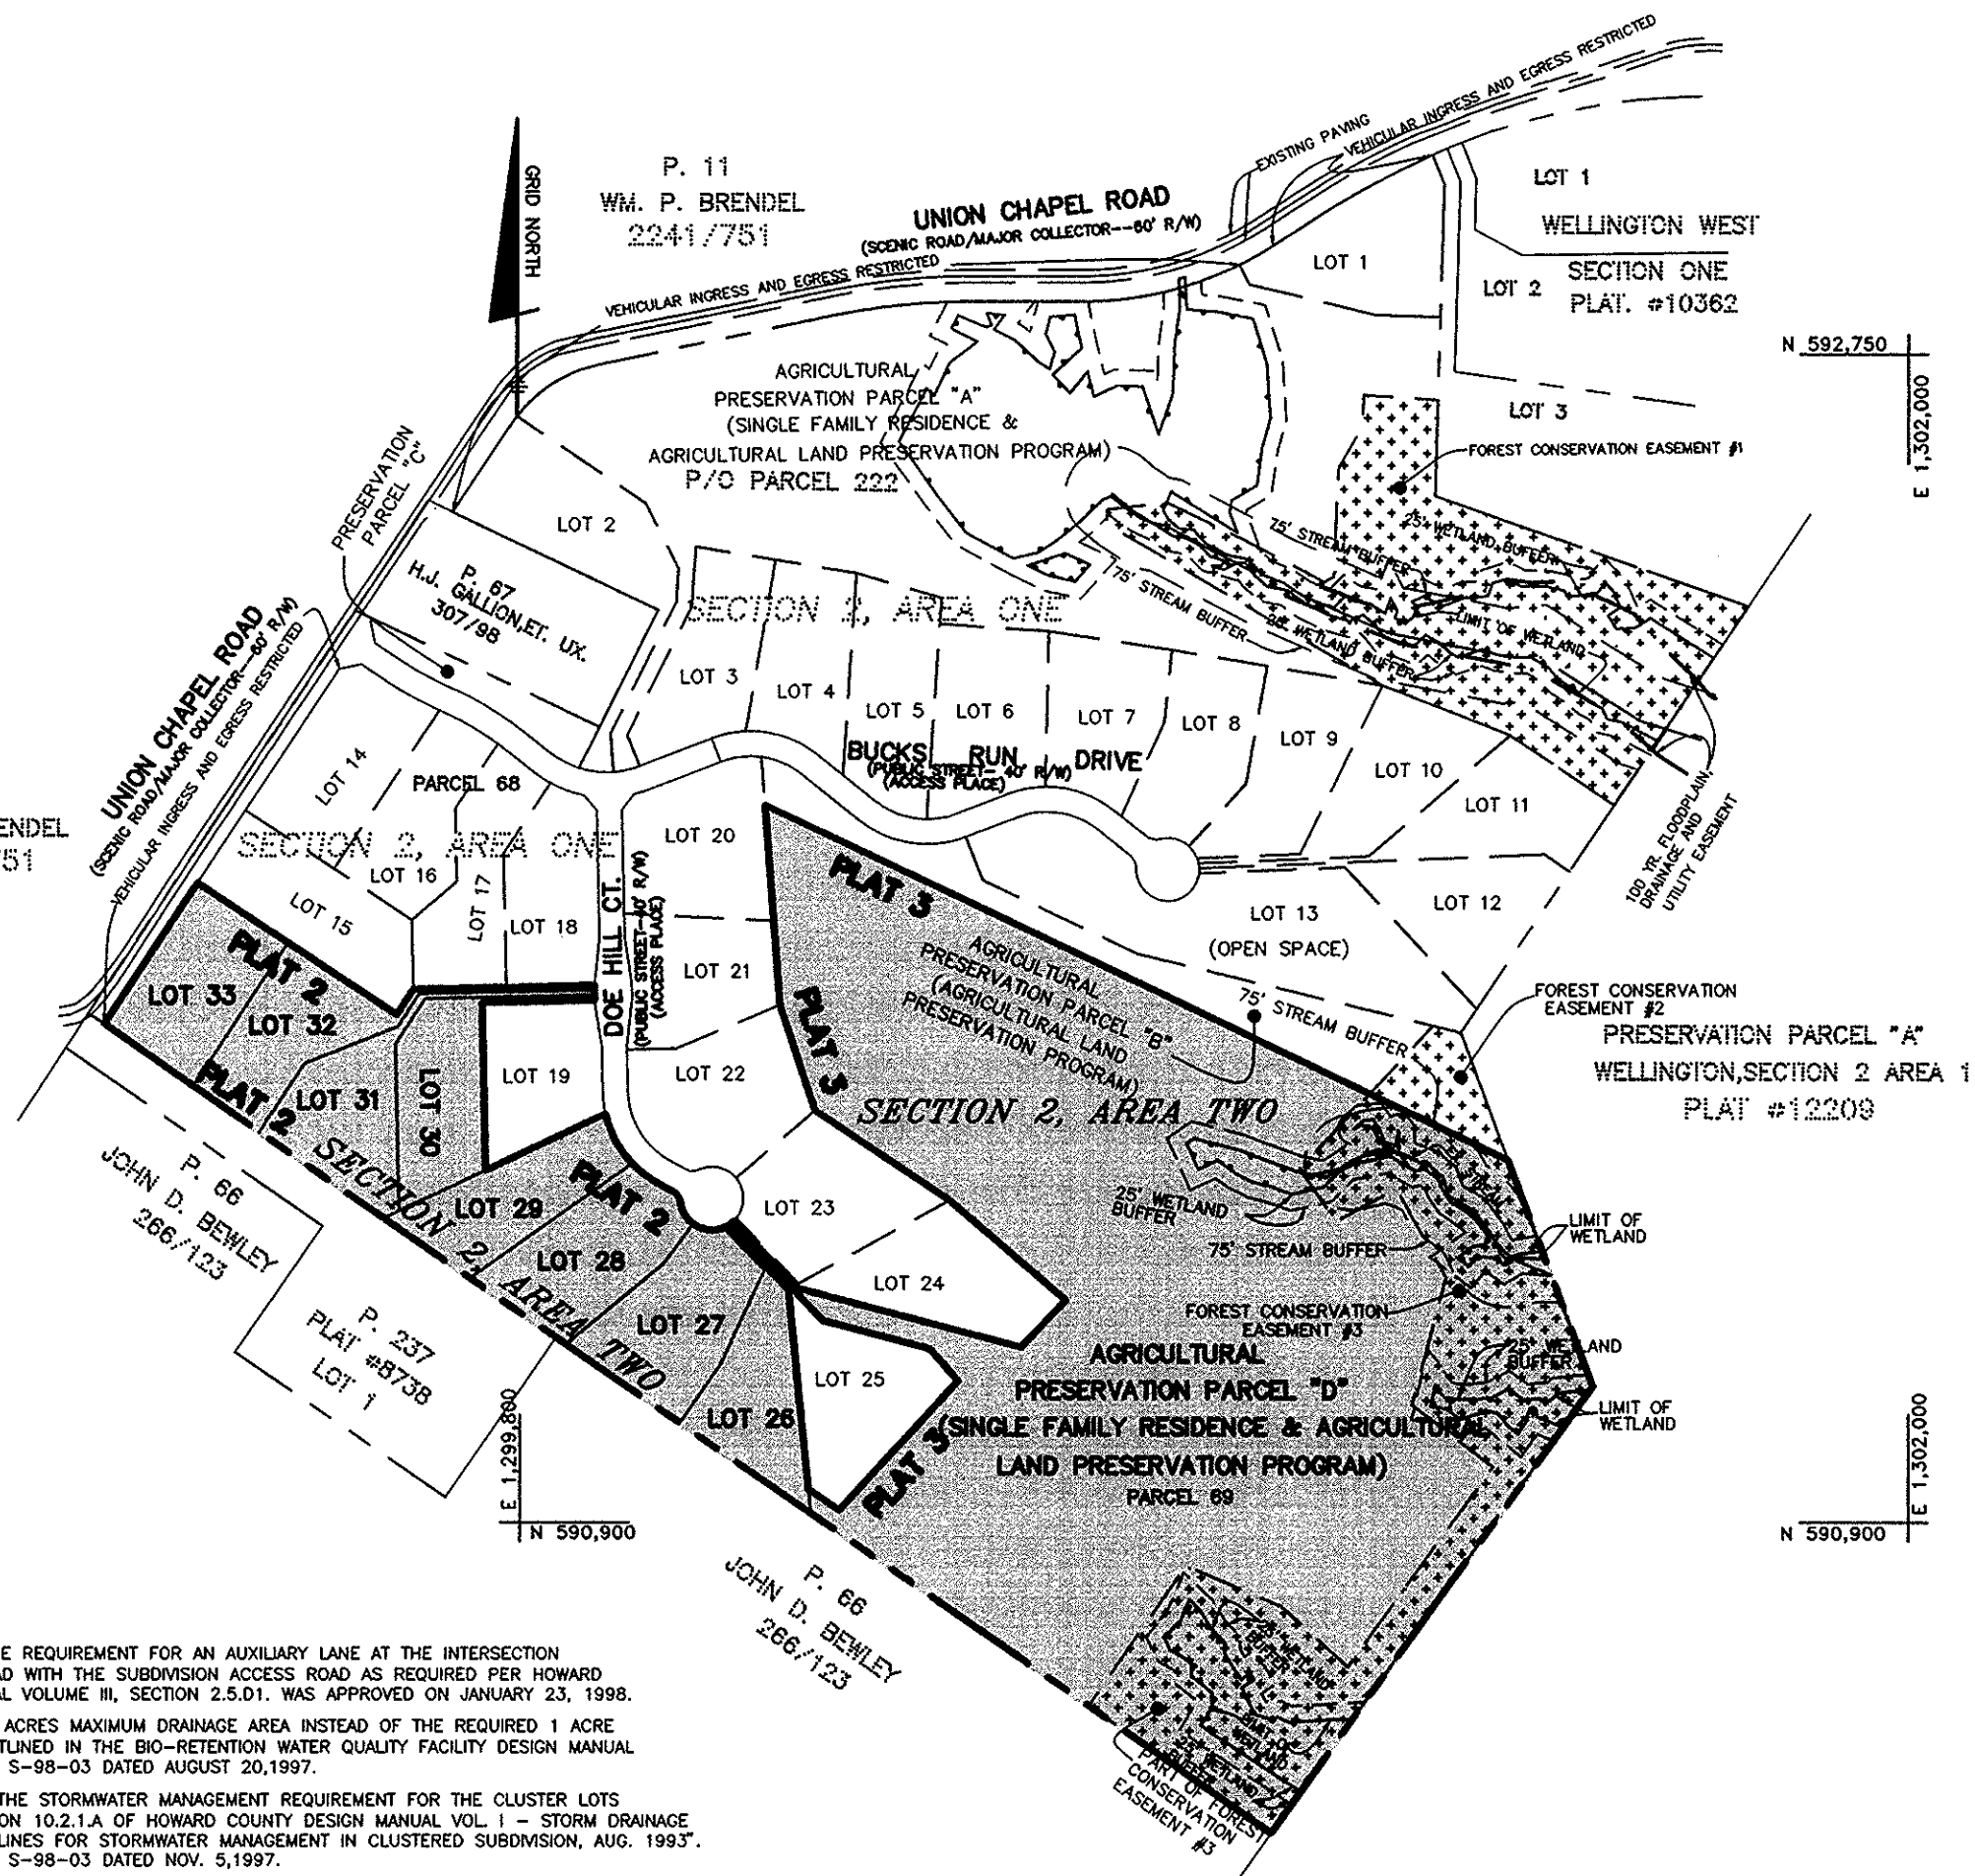 VEHICULAR INGRESS AND EGRESS RESTRICTED
EXISTING PAVING
GRID NORTH
P. 11
WM. P. BRENDEL
2241/751
UNION CHAPEL ROAD
(SCENIC ROAD/MAJOR COLLECTOR--60' R/W)
VEHICULAR INGRESS AND EGRESS RESTRICTED
LOT 1
LOT 1
WELLINGTON WEST
SECTION ONE
PLAT. #10362
LOT 2
LOT 3
N 592,750
E 1,302,000
AGRICULTURAL
PRESERVATION PARCEL "A"
(SINGLE FAMILY RESIDENCE &
AGRICULTURAL LAND PRESERVATION PROGRAM)
P/O PARCEL 222
FOREST CONSERVATION EASEMENT #1
PRESERVATION
PARCEL "C"
LOT 2
P. 67
H.J. GALLION,ET. UX.
307/98
75' STREAM BUFFER
25' WETLAND BUFFER
75' STREAM BUFFER
25' WETLAND BUFFER
LIMIT OF WETLAND
SECTION 2, AREA ONE
UNION CHAPEL ROAD
(SCENIC ROAD/MAJOR COLLECTOR--60' R/W)
VEHICULAR INGRESS AND EGRESS RESTRICTED
LOT 3
LOT 4
LOT 5
LOT 6
LOT 7
LOT 8
LOT 9
LOT 10
LOT 11
BUCKS RUN DRIVE
(PUBLIC STREET- 40' R/W)
(ACCESS PLACE)
100 YR. FLOODPLAIN,
DRAINAGE AND
UTILITY EASEMENT
LOT 14
PARCEL 68
SECTION 2, AREA ONE
LOT 15
LOT 16
LOT 17
LOT 18
DOE HILL CT.
(PUBLIC STREET-40' R/W)
(ACCESS PLACE)
LOT 20
LOT 21
LOT 22
ENDEL
751
PLAT 3
LOT 12
LOT 13
(OPEN SPACE)
AGRICULTURAL
PRESERVATION PARCEL "B"
(AGRICULTURAL LAND
PRESERVATION PROGRAM)
75' STREAM BUFFER
FOREST CONSERVATION
EASEMENT #2
PRESERVATION PARCEL "A"
WELLINGTON,SECTION 2 AREA 1
PLAT #12209
PLAT 2
LOT 33
LOT 32
PLAT 2
LOT 31
LOT 30
LOT 19
PLAT 3
SECTION 2, AREA TWO
PLAT 2
LOT 29
LOT 28
LOT 27
LOT 26
SECTION 2, AREA TWO
LOT 23
LOT 24
LOT 25
25' WETLAND
BUFFER
75' STREAM BUFFER
STREAM
LIMIT OF
WETLAND
FOREST CONSERVATION
EASEMENT #3
25' WETLAND
BUFFER
LIMIT OF
WETLAND
AGRICULTURAL
PRESERVATION PARCEL "D"
(SINGLE FAMILY RESIDENCE & AGRICULTURAL
LAND PRESERVATION PROGRAM)
PARCEL 69
PLAT 3
P. 66
JOHN D. BEWLEY
266/123
P. 237
PLAT #8738
LOT 1
E 1,299,800
N 590,900
E 1,302,000
N 590,900
P. 66
JOHN D. BEWLEY
266/123
25' WETLAND
BUFFER
LIMIT OF
WETLAND
25' WETLAND
BUFFER
PART OF FOREST
CONSERVATION
EASEMENT #3
E REQUIREMENT FOR AN AUXILIARY LANE AT THE INTERSECTION
AD WITH THE SUBDIVISION ACCESS ROAD AS REQUIRED PER HOWARD
AL VOLUME III, SECTION 2.5.D1. WAS APPROVED ON JANUARY 23, 1998.
ACRES MAXIMUM DRAINAGE AREA INSTEAD OF THE REQUIRED 1 ACRE
TLINED IN THE BIO-RETENTION WATER QUALITY FACILITY DESIGN MANUAL
S-98-03 DATED AUGUST 20,1997.
THE STORMWATER MANAGEMENT REQUIREMENT FOR THE CLUSTER LOTS
ON 10.2.1.A OF HOWARD COUNTY DESIGN MANUAL VOL. I - STORM DRAINAGE
LINES FOR STORMWATER MANAGEMENT IN CLUSTERED SUBDIVISION, AUG. 1993".
S-98-03 DATED NOV. 5,1997.